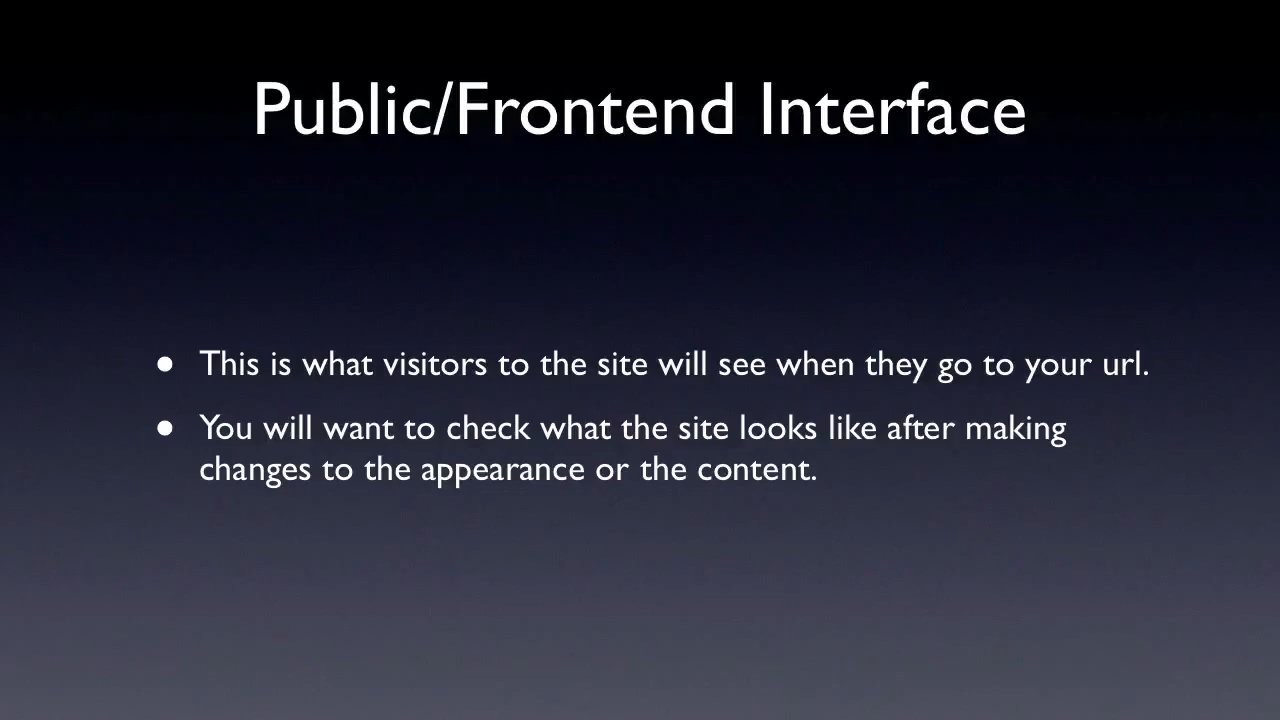 Public/Frontend Interface
• This is what visitors to the site will see when they go to your url.
• You will want to check what the site looks like after making
changes to the appearance or the content.